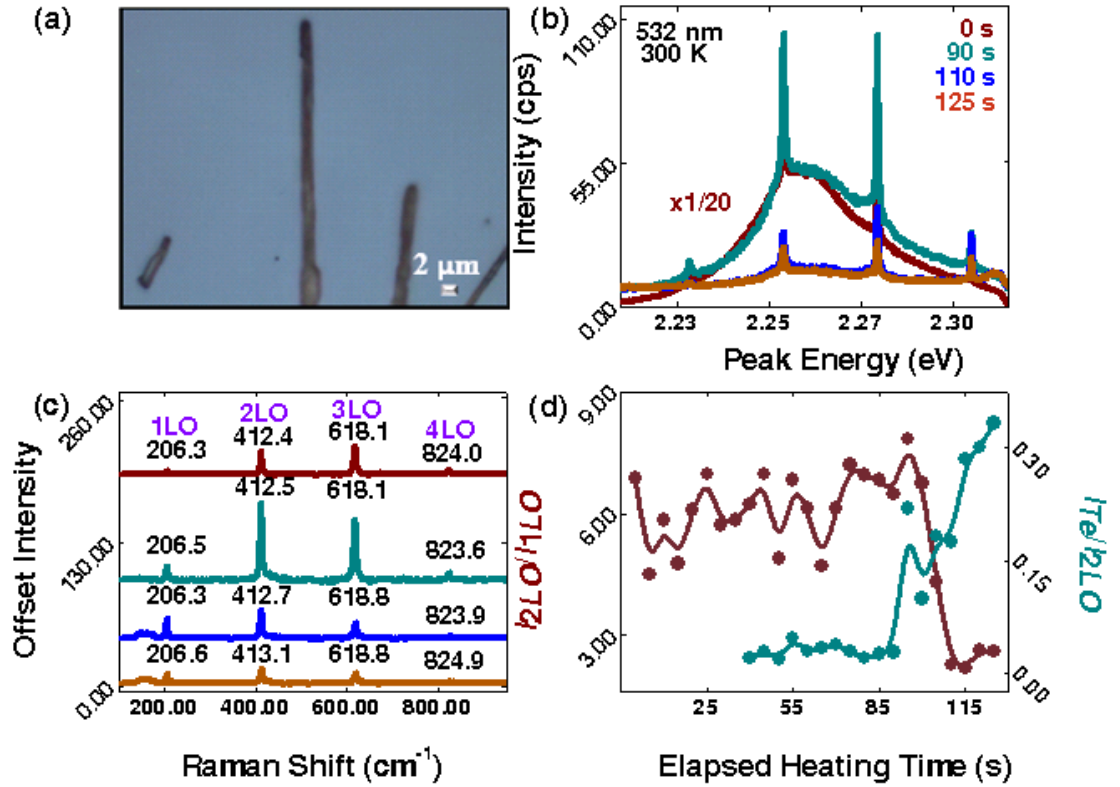 (a)
2 μm
(b)
532 nm
300 K
0 s
90 s
110 s
125 s
x1/20
110.00
55.00
0.00
Intensity (cps)
2.23
2.25
2.27
2.30
Peak Energy (eV)
(c)
1LO
2LO
3LO
4LO
206.3
412.4
618.1
824.0
206.5
412.5
618.1
823.6
206.3
412.7
618.8
823.9
206.6
413.1
618.8
824.9
260.00
130.00
0.00
Offset Intensity
200.00
400.00
600.00
800.00
Raman Shift (cm⁻¹)
(d)
9.00
6.00
3.00
I2LO/I1LO
0.30
0.15
0.00
ITe/I2LO
25
55
85
115
Elapsed Heating Time (s)